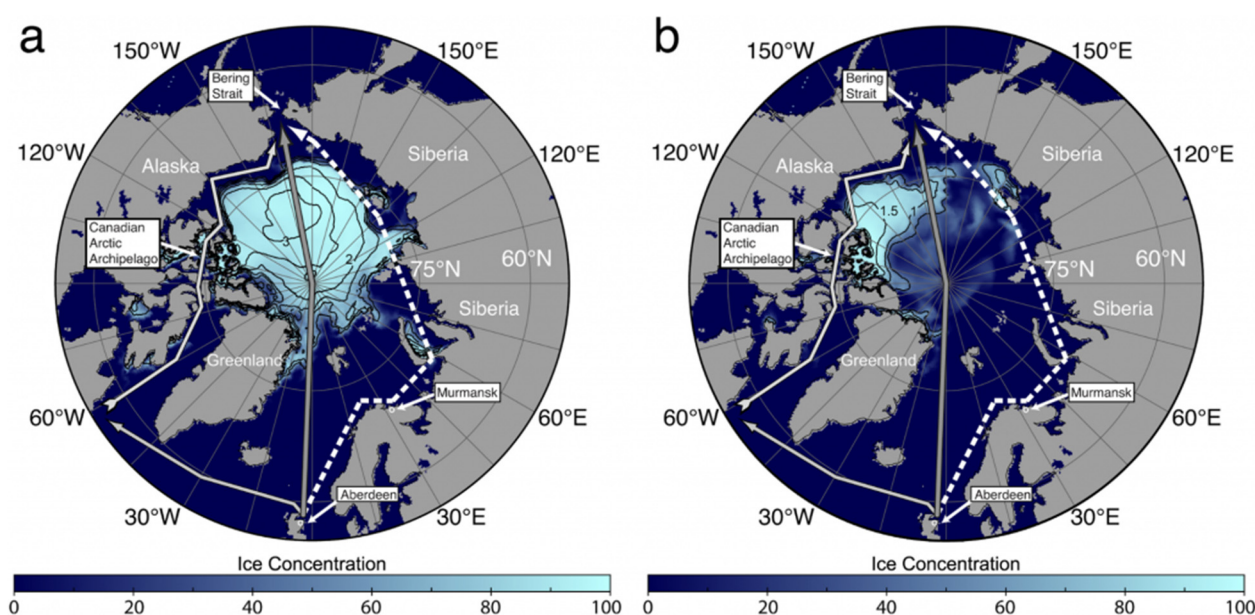 a
150°W
150°E
Bering
Strait
120°W
Alaska
Siberia
120°E
Canadian
Arctic
Archipelago
3
2
75°N
60°N
Siberia
Greenland
Murmansk
60°W
60°E
Aberdeen
30°W
30°E
Ice Concentration
0
20
40
60
80
100
b
150°W
150°E
Bering
Strait
120°W
Alaska
Siberia
120°E
Canadian
Arctic
Archipelago
1.5
1
75°N
60°N
Siberia
Greenland
Murmansk
60°W
60°E
Aberdeen
30°W
30°E
Ice Concentration
0
20
40
60
80
100